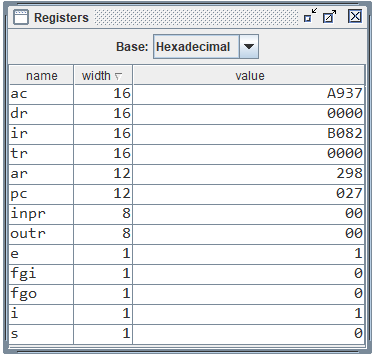 Registers
Base: Hexadecimal
name width value
ac 16 A937
dr 16 0000
ir 16 B082
tr 16 0000
ar 12 298
pc 12 027
inpr 8 00
outr 8 00
e 1 1
fgi 1 0
fgo 1 0
i 1 1
s 1 0